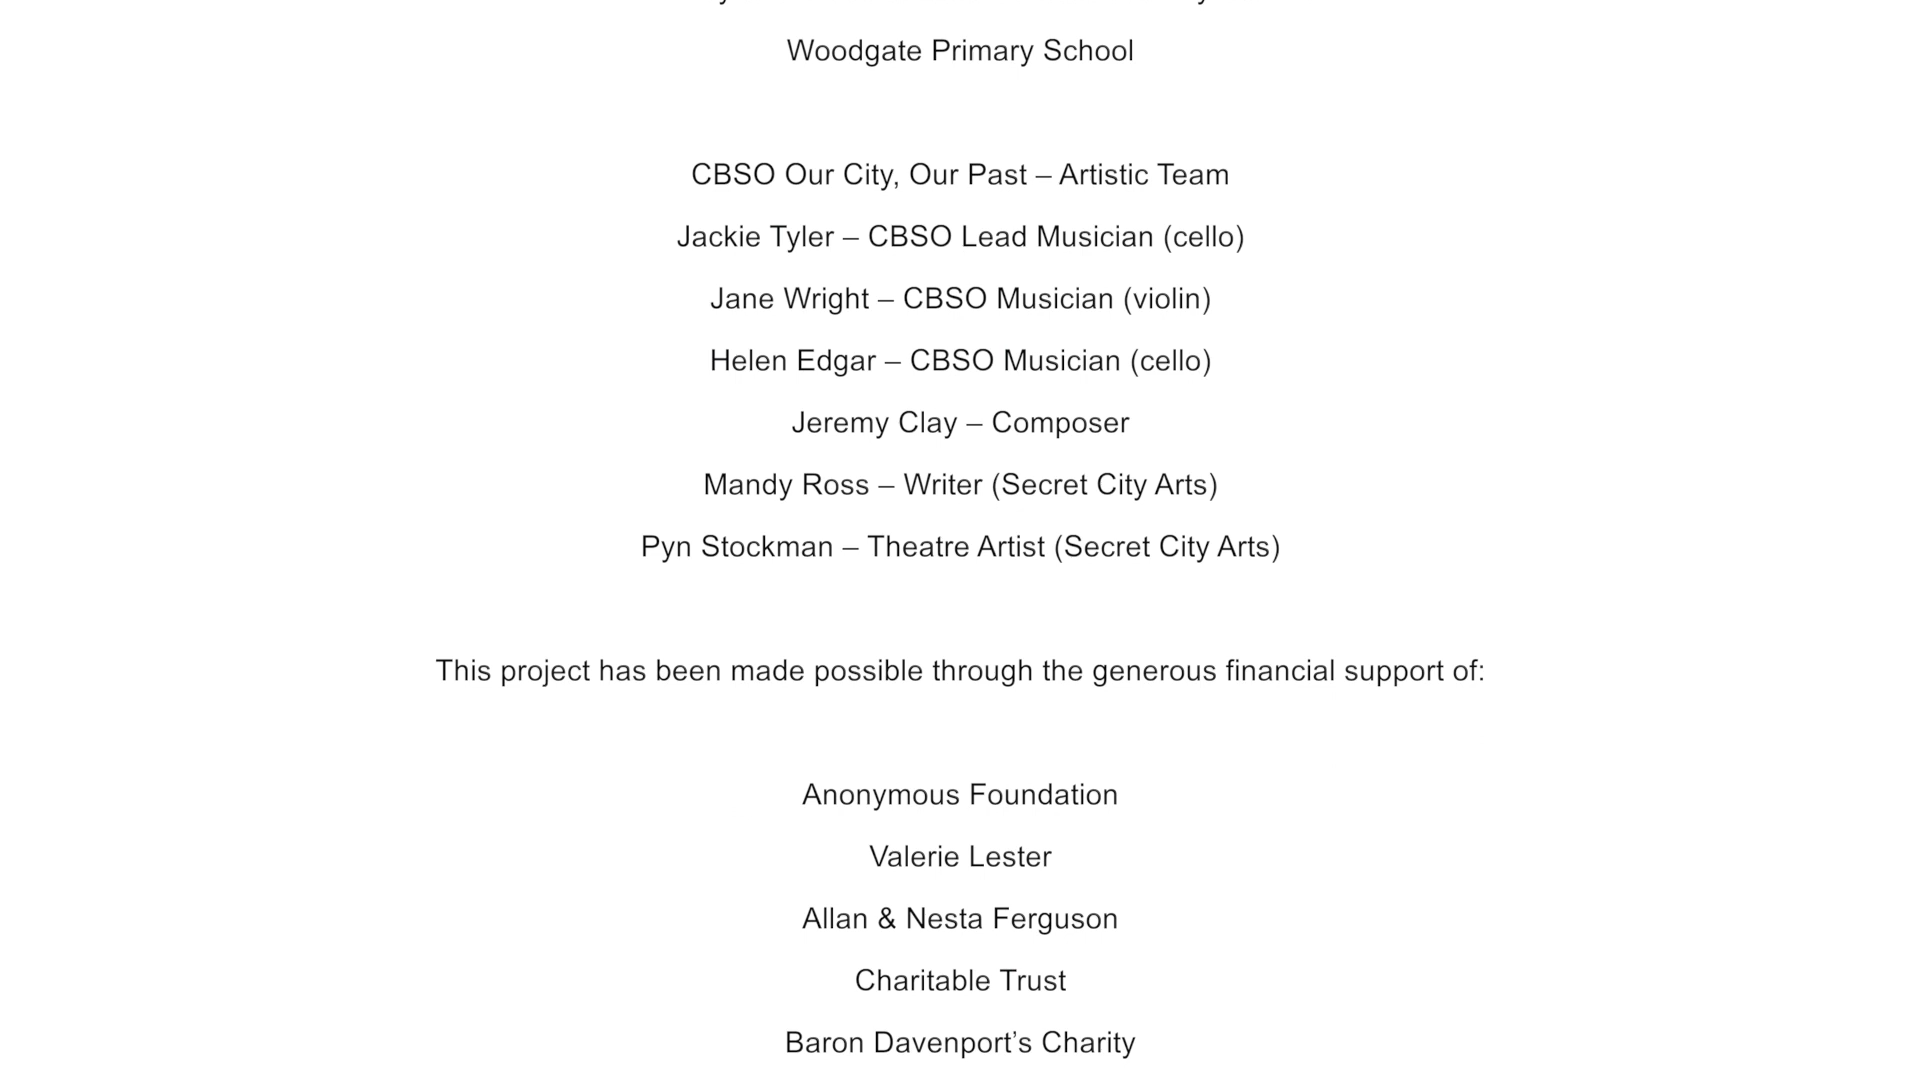 Woodgate Primary School
CBSO Our City, Our Past – Artistic Team
Jackie Tyler – CBSO Lead Musician (cello)
Jane Wright – CBSO Musician (violin)
Helen Edgar – CBSO Musician (cello)
Jeremy Clay – Composer
Mandy Ross – Writer (Secret City Arts)
Pyn Stockman – Theatre Artist (Secret City Arts)
This project has been made possible through the generous financial support of:
Anonymous Foundation
Valerie Lester
Allan & Nesta Ferguson
Charitable Trust
Baron Davenport’s Charity